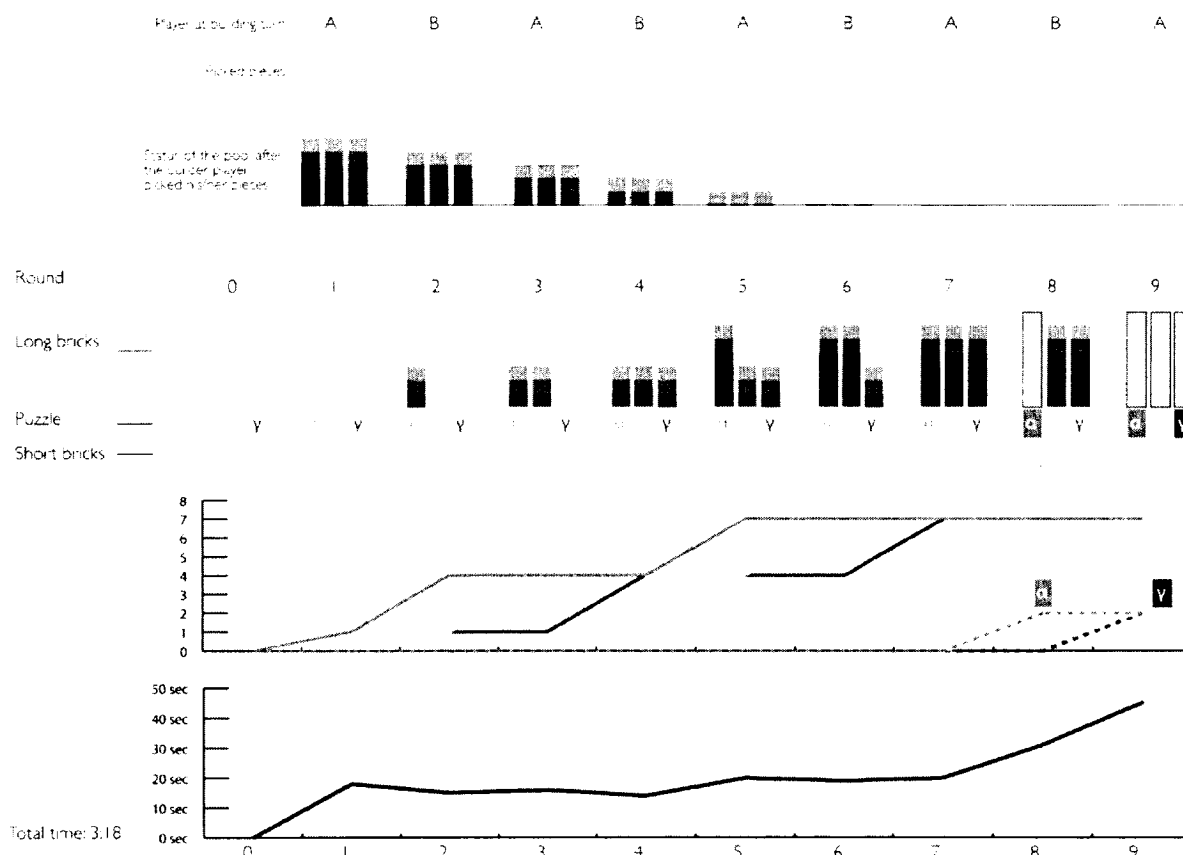 Player at building turn A B A B A B A B A
Picked pieces
Status of the pool after
the builder player
picked his/her pieces
Round 0 1 2 3 4 5 6 7 8 9
Long bricks
Puzzle γ γ γ γ γ γ γ γ α γ α γ
Short bricks
8
7
6
5
4
3
2
1
0
α γ
50 sec
40 sec
30 sec
20 sec
10 sec
0 sec
Total time: 3:18
0 1 2 3 4 5 6 7 8 9